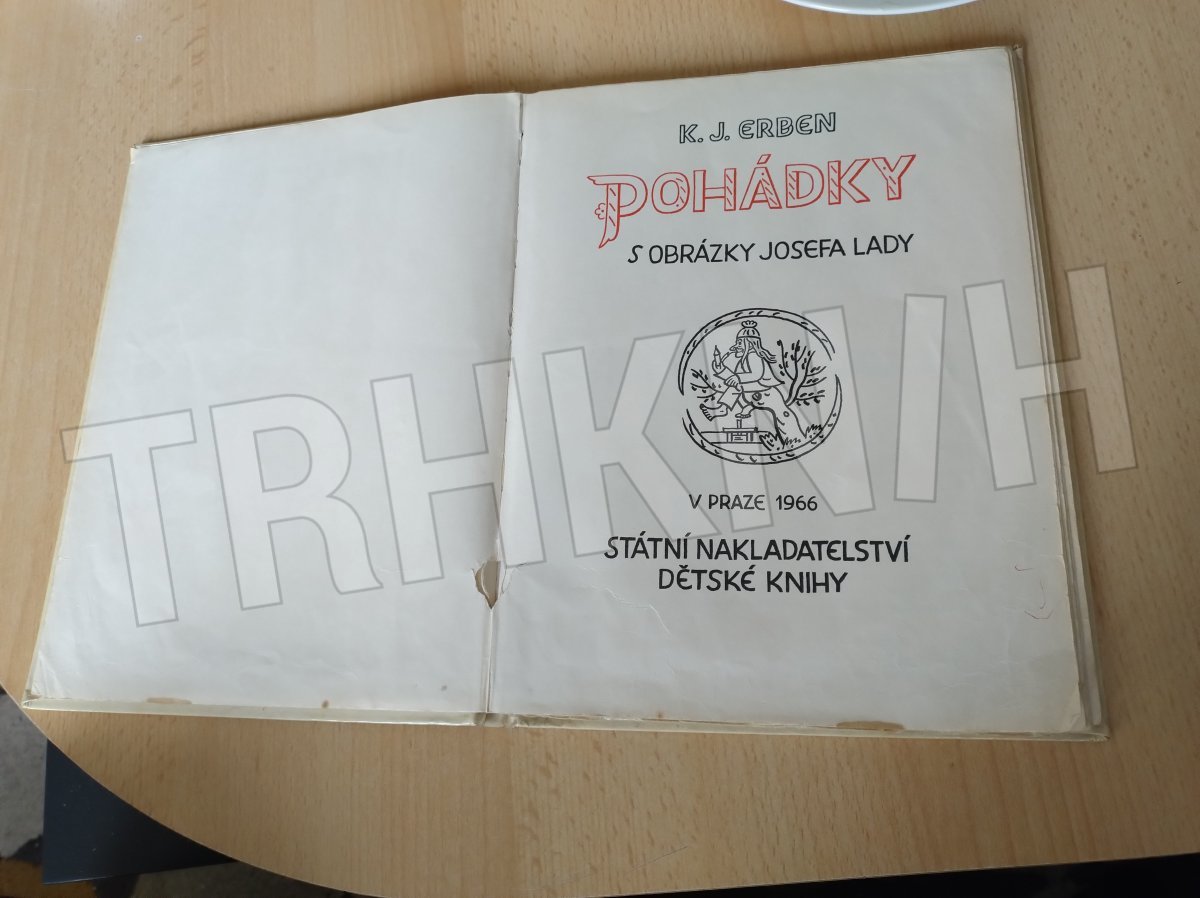 K. J. ERBEN
POHÁDKY
S OBRÁZKY JOSEFA LADY
TRHKNIH
V PRAZE 1966
STÁTNÍ NAKLADATELSTVÍ
DĚTSKÉ KNIHY